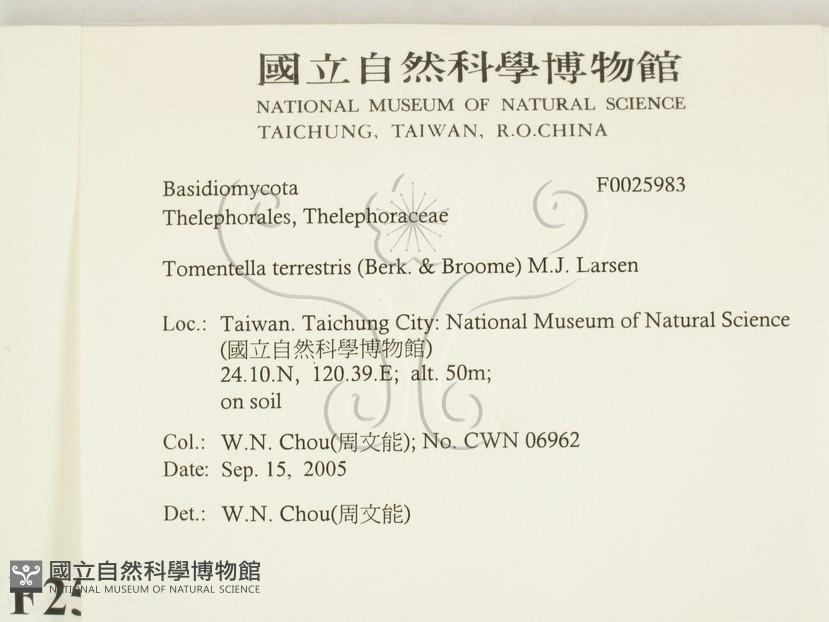 國立自然科學博物館
NATIONAL MUSEUM OF NATURAL SCIENCE
TAICHUNG, TAIWAN, R.O.CHINA
Basidiomycota F0025983
Thelephorales, Thelephoraceae
Tomentella terrestris (Berk. & Broome) M.J. Larsen
Loc.: Taiwan. Taichung City: National Museum of Natural Science
(國立自然科學博物館)
24.10.N, 120.39.E; alt. 50m;
on soil
Col.: W.N. Chou(周文能); No. CWN 06962
Date: Sep. 15, 2005
Det.: W.N. Chou(周文能)
國立自然科學博物館
NATIONAL MUSEUM OF NATURAL SCIENCE
F25